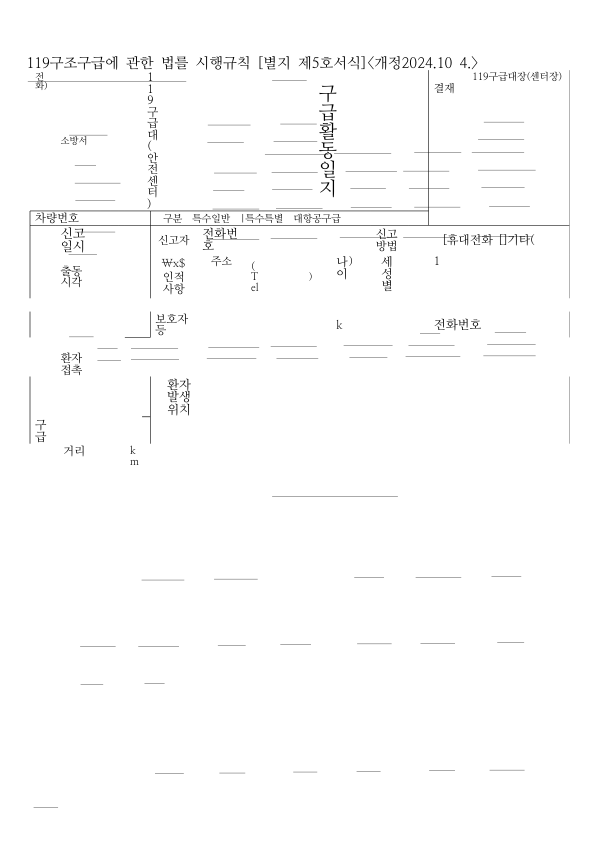 119구조구급에 관한 법률 시행규칙 [별지 제5호서식]<개정2024.10 4.>
전화)
119구급대(안전센터)
소방서
구급활동일지
119구급대장(센터장)
결재
차량번호
구분 특수일반 |특수특별 대항공구급
신고일시
신고자
전화번호
신고방법
[휴대전화 []기타(
출동시각
₩x$
인적사항
주소
(
Tel
)
나)이
세
성별
1
보호자등
k
전화번호
환자접촉
환자발생위치
구급
거리
km